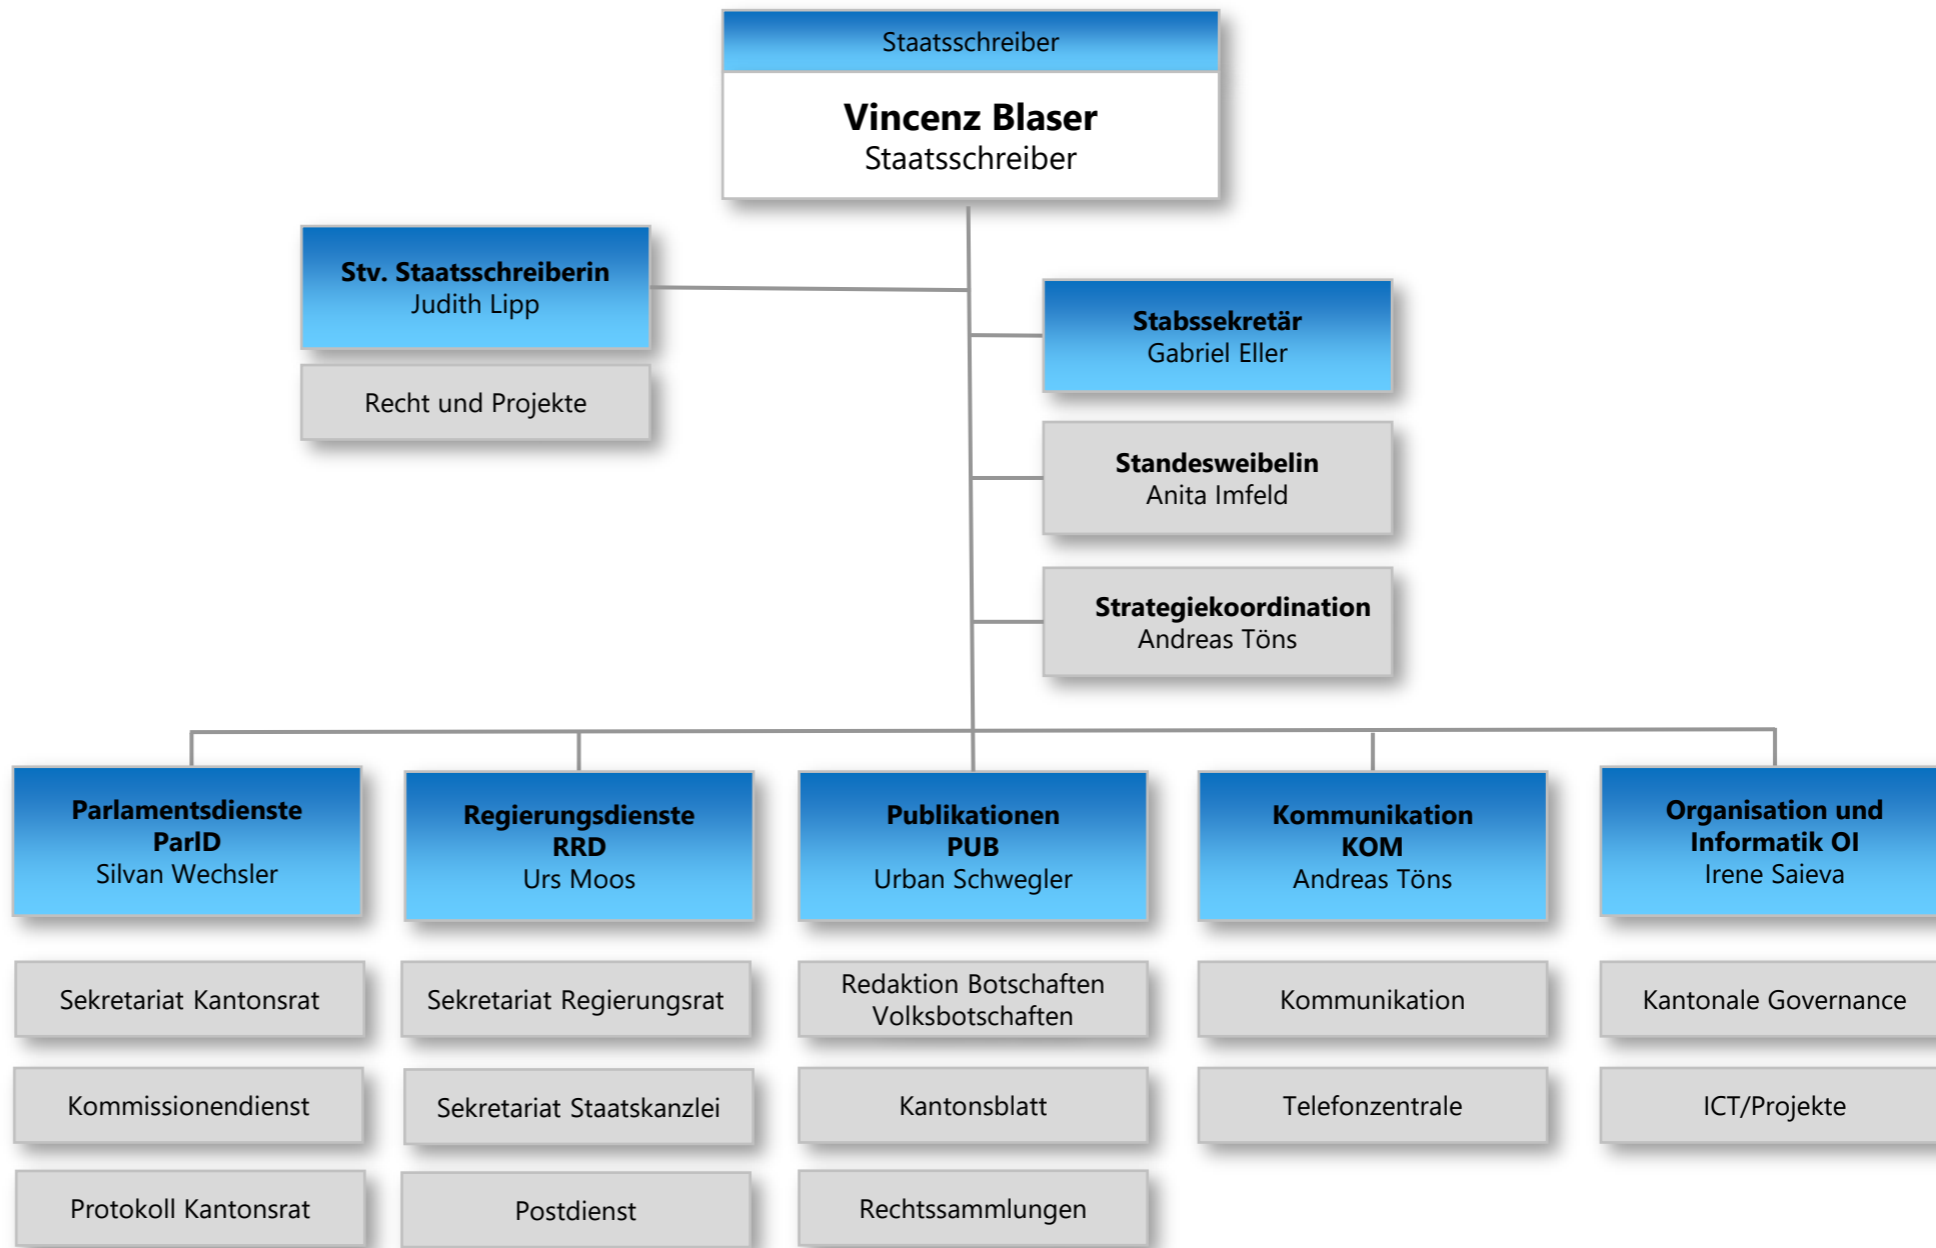 Staatsschreiber
Vincenz Blaser
Staatsschreiber
Stv. Staatsschreiberin
Judith Lipp
Recht und Projekte
Stabssekretär
Gabriel Eller
Standesweibelin
Anita Imfeld
Strategiekoordination
Andreas Töns
Parlamentsdienste
ParlD
Silvan Wechsler
Sekretariat Kantonsrat
Kommissionendienst
Protokoll Kantonsrat
Regierungsdienste
RRD
Urs Moos
Sekretariat Regierungsrat
Sekretariat Staatskanzlei
Postdienst
Publikationen
PUB
Urban Schwegler
Redaktion Botschaften
Volksbotschaften
Kantonsblatt
Rechtssammlungen
Kommunikation
KOM
Andreas Töns
Kommunikation
Telefonzentrale
Organisation und
Informatik OI
Irene Saieva
Kantonale Governance
ICT/Projekte